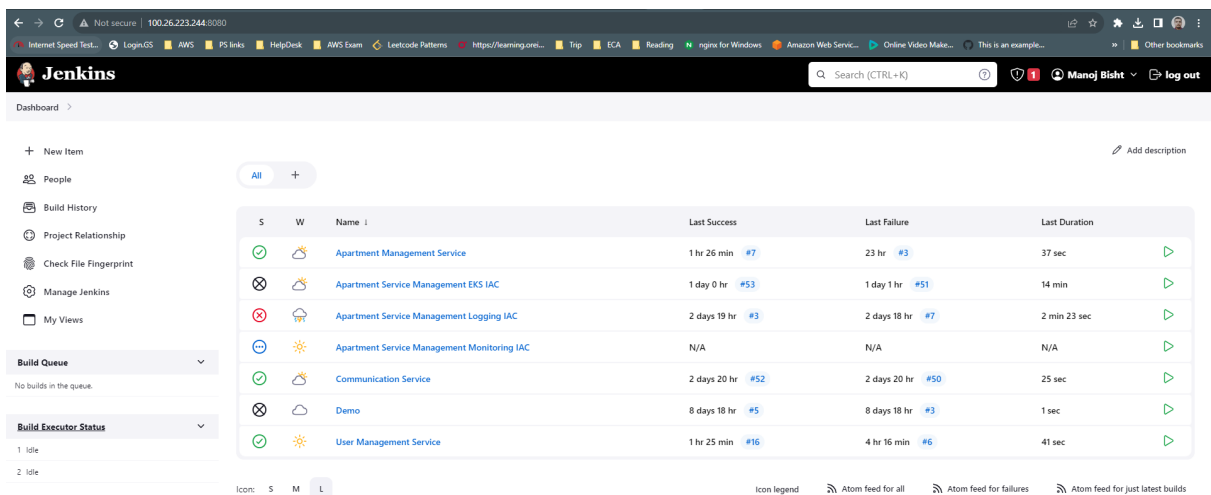 Not secure | 100.26.223.244:8080
Internet Speed Test... Login.GS AWS PS links HelpDesk AWS Exam Leetcode Patterns https://learning.orei... Trip ECA Reading nginx for Windows Amazon Web Servic... Online Video Make... This is an example... » Other bookmarks
Jenkins Search (CTRL+K) ? 1 Manoj Bisht log out
Dashboard >
+ New Item
Add description
People
All +
Build History
S W Name ↓ Last Success Last Failure Last Duration
Project Relationship
Apartment Management Service 1 hr 26 min #7 23 hr #3 37 sec
Check File Fingerprint
Apartment Service Management EKS IAC 1 day 0 hr #53 1 day 1 hr #51 14 min
Manage Jenkins
Apartment Service Management Logging IAC 2 days 19 hr #3 2 days 18 hr #7 2 min 23 sec
My Views
Apartment Service Management Monitoring IAC N/A N/A N/A
Build Queue
Communication Service 2 days 20 hr #52 2 days 20 hr #50 25 sec
No builds in the queue.
Demo 8 days 18 hr #5 8 days 18 hr #3 1 sec
Build Executor Status
User Management Service 1 hr 25 min #16 4 hr 16 min #6 41 sec
1 Idle
2 Idle
Icon: S M L Icon legend Atom feed for all Atom feed for failures Atom feed for just latest builds